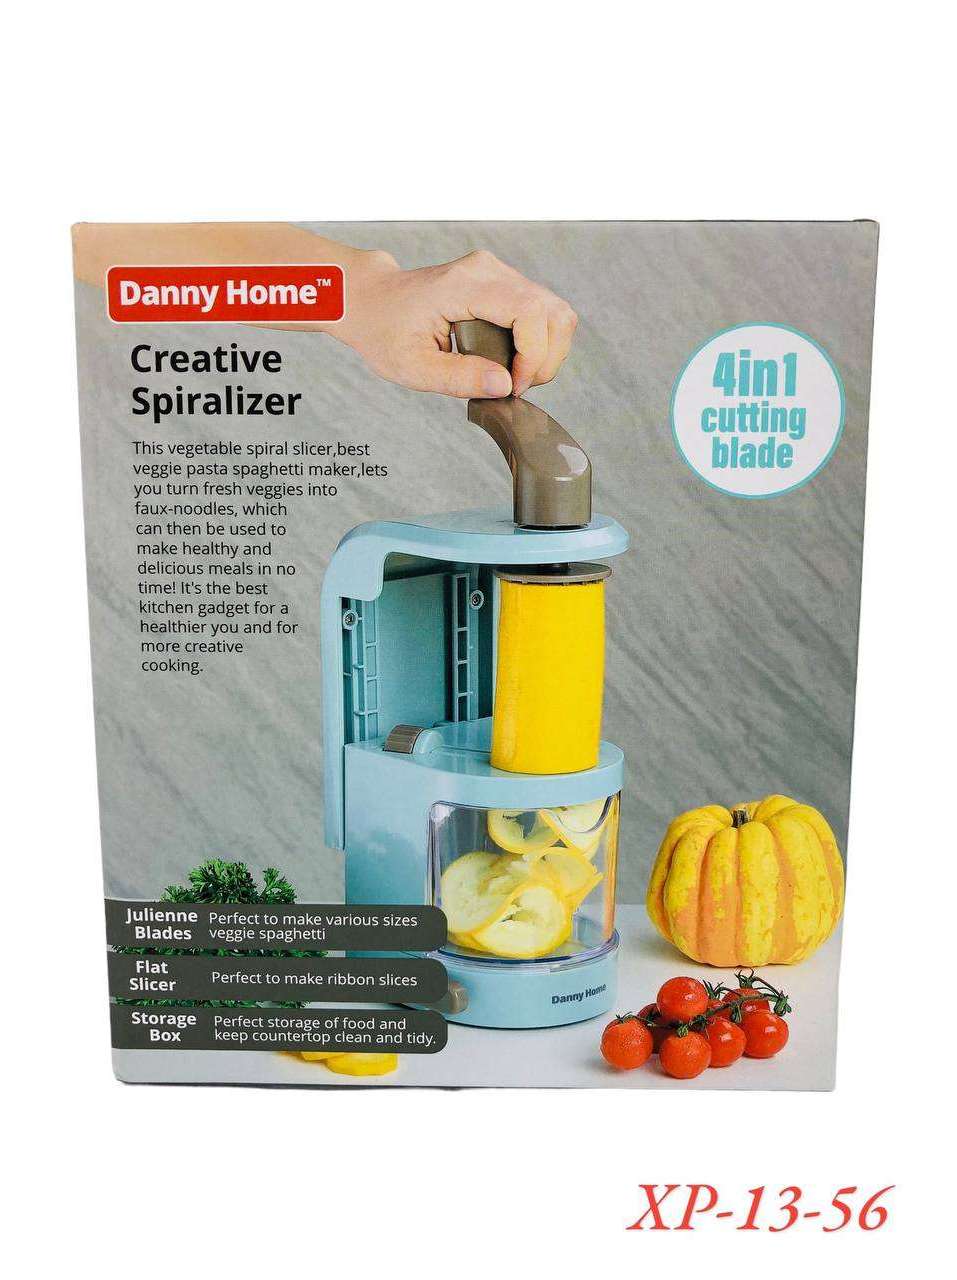 Danny Home™
Creative
Spiralizer
This vegetable spiral slicer,best
veggie pasta spaghetti maker,lets
you turn fresh veggies into
faux-noodles, which
can then be used to
make healthy and
delicious meals in no
time! It's the best
kitchen gadget for a
healthier you and for
more creative
cooking.
4in1
cutting
blade
Julienne
Blades
Perfect to make various sizes
veggie spaghetti
Flat
Slicer
Perfect to make ribbon slices
Storage
Box
Perfect storage of food and
keep countertop clean and tidy.
Danny Home
XP-13-56